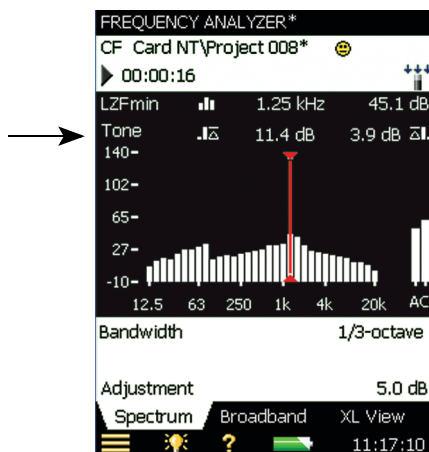 FREQUENCY ANALYZER*
CF Card NT\Project 008*
00:00:16
LZFmin 1.25 kHz 45.1 dB
Tone 11.4 dB 3.9 dB
140
102
65
27
-10
12.5 63 250 1k 4k 20k AC
Bandwidth 1/3-octave
Adjustment 5.0 dB
Spectrum Broadband XL View
? 11:17:10